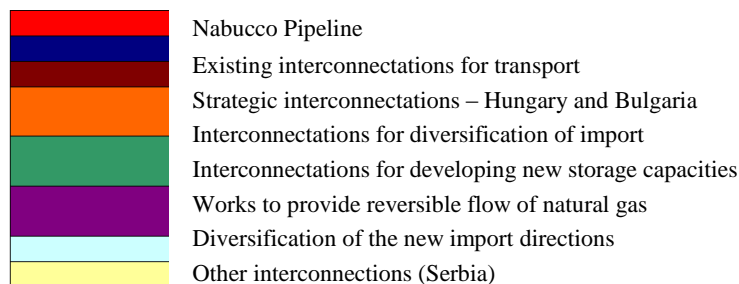 Nabucco Pipeline
Existing interconnectations for transport
Strategic interconnectations – Hungary and Bulgaria
Interconnectations for diversification of import
Interconnectations for developing new storage capacities
Works to provide reversible flow of natural gas
Diversification of the new import directions
Other interconnections (Serbia)